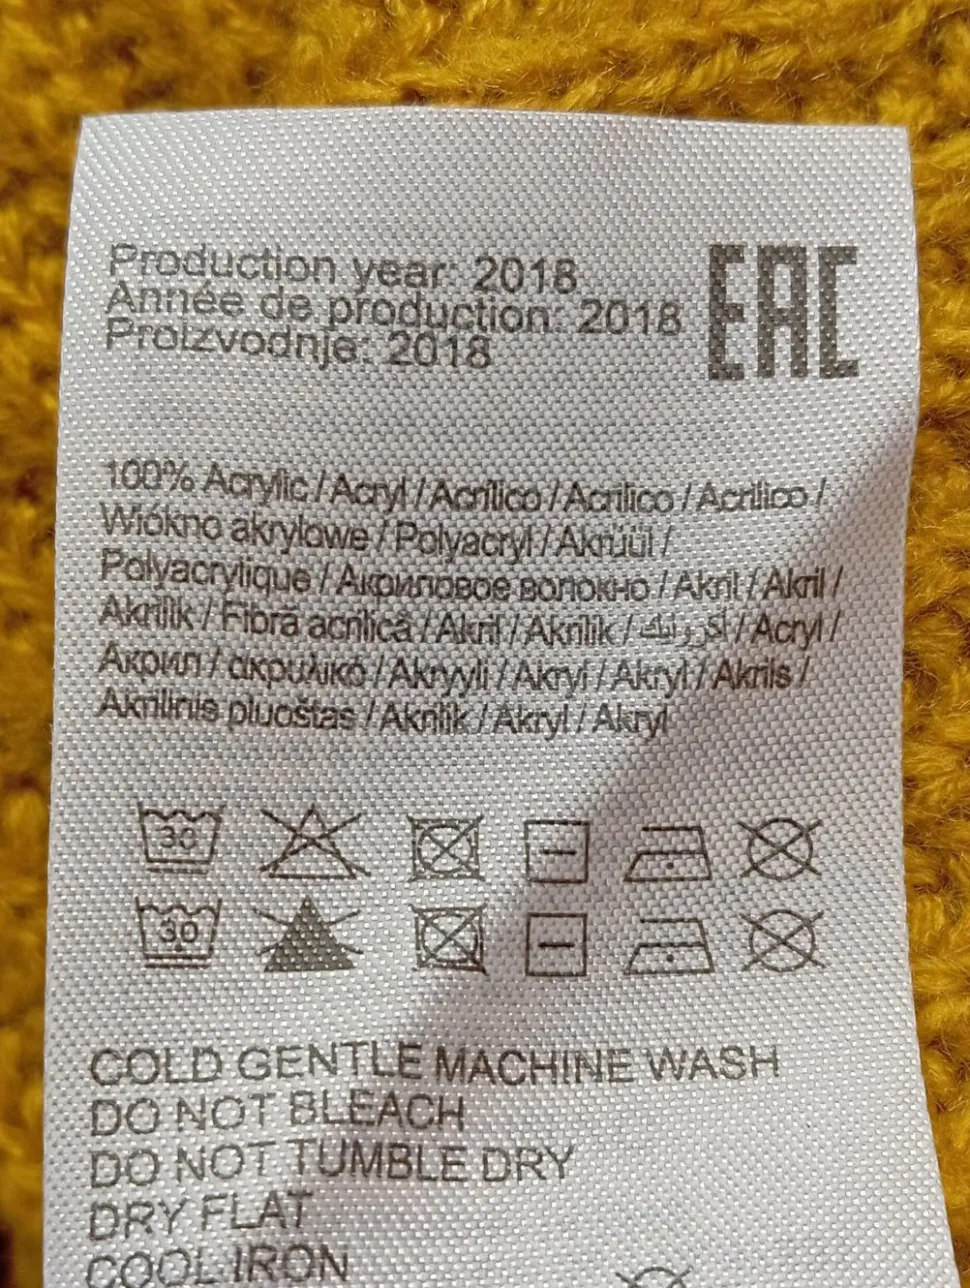 Production year: 2018
Année de production: 2018
Proizvodnje: 2018
EAC
100% Acrylic / Acryl / Acrílico / Acrilico / Acrílico /
Włókno akrylowe / Polyacryl / Akrüül /
Polyacrylique / Акриловое волокно / Akril / Akril /
Akrilik / Fibră acrilică / Akril / Akrilik / أكروليك / Acryl /
Акрил / ακρυλικό / Akryyli / Akryl / Akryl / Akrils /
Akrilinis pluoštas / Akrilik / Akryl / Akryl
30
30
COLD GENTLE MACHINE WASH
DO NOT BLEACH
DO NOT TUMBLE DRY
DRY FLAT
COOL IRON